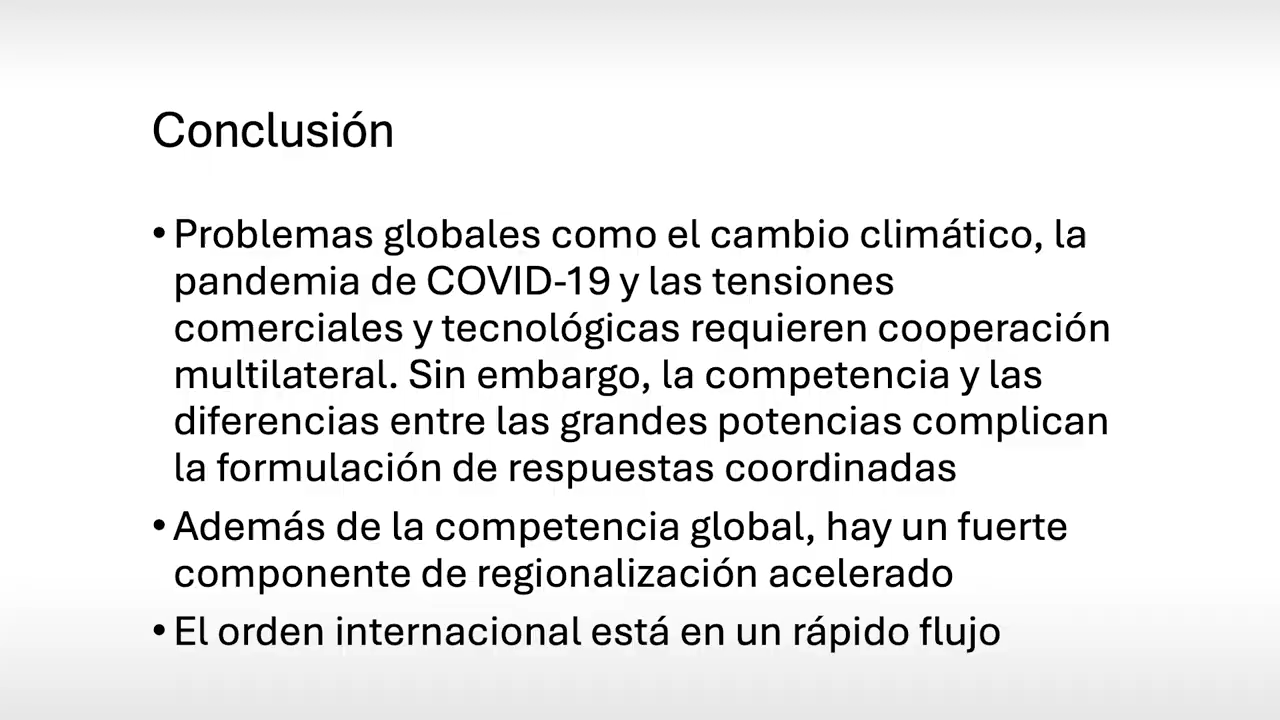 Conclusión
• Problemas globales como el cambio climático, la
pandemia de COVID-19 y las tensiones
comerciales y tecnológicas requieren cooperación
multilateral. Sin embargo, la competencia y las
diferencias entre las grandes potencias complican
la formulación de respuestas coordinadas
• Además de la competencia global, hay un fuerte
componente de regionalización acelerado
• El orden internacional está en un rápido flujo